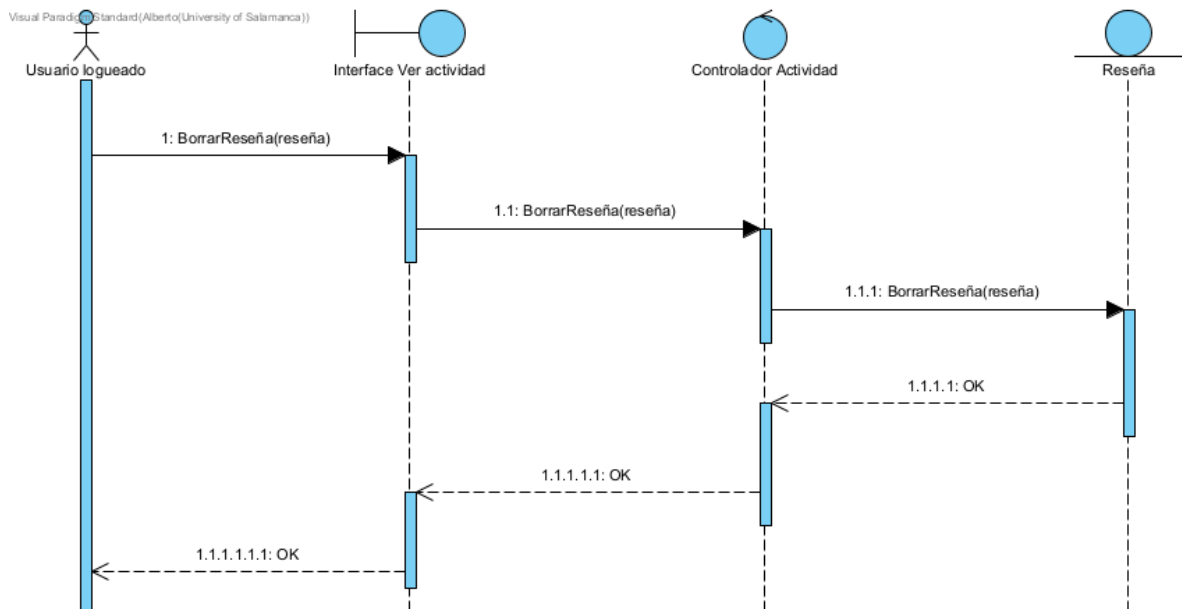 Visual Paradigm Standard(Alberto(University of Salamanca))
Usuario logueado
Interface Ver actividad
Controlador Actividad
Reseña
1: BorrarReseña(reseña)
1.1: BorrarReseña(reseña)
1.1.1: BorrarReseña(reseña)
1.1.1.1: OK
1.1.1.1.1: OK
1.1.1.1.1.1: OK